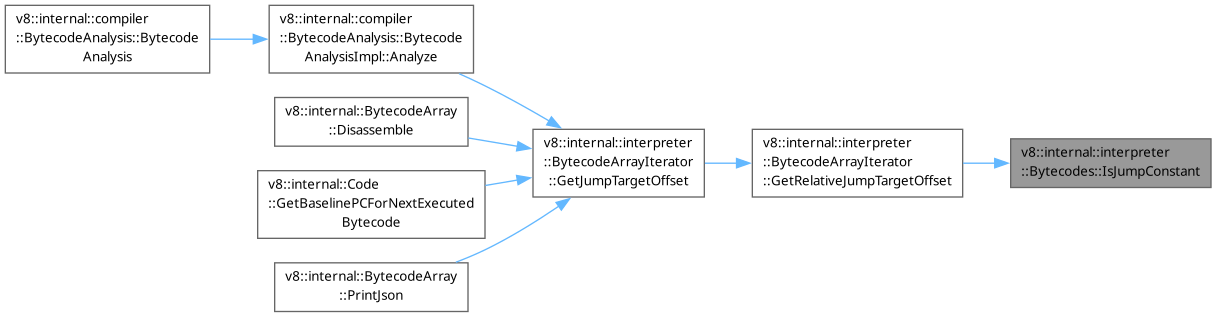 v8::internal::compiler
::BytecodeAnalysis::Bytecode
Analysis
v8::internal::compiler
::BytecodeAnalysis::Bytecode
AnalysisImpl::Analyze
v8::internal::BytecodeArray
::Disassemble
v8::internal::Code
::GetBaselinePCForNextExecuted
Bytecode
v8::internal::BytecodeArray
::PrintJson
v8::internal::interpreter
::BytecodeArrayIterator
::GetJumpTargetOffset
v8::internal::interpreter
::BytecodeArrayIterator
::GetRelativeJumpTargetOffset
v8::internal::interpreter
::Bytecodes::IsJumpConstant